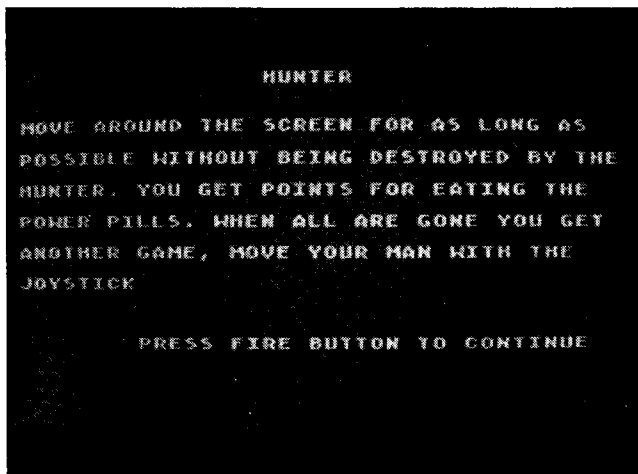 HUNTER
MOVE AROUND THE SCREEN FOR AS LONG AS
POSSIBLE WITHOUT BEING DESTROYED BY THE
HUNTER. YOU GET POINTS FOR EATING THE
POWER PILLS. WHEN ALL ARE GONE YOU GET
ANOTHER GAME, MOVE YOUR MAN WITH THE
JOYSTICK
PRESS FIRE BUTTON TO CONTINUE